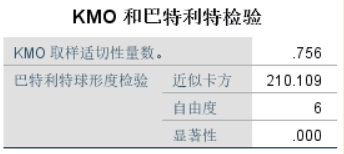 KMO 和巴特利特检验
KMO 取样适切性量数。 .756
巴特利特球形度检验 近似卡方 210.109
自由度 6
显著性 .000